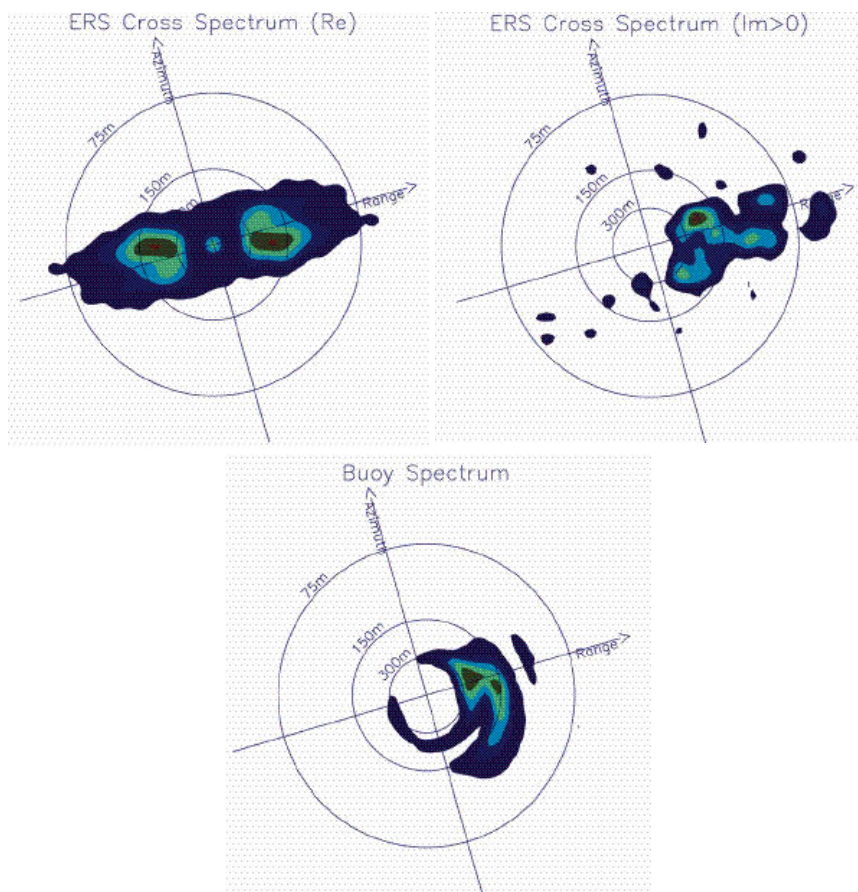 ERS Cross Spectrum (Re)
Azimuth
75m
150m
Range
ERS Cross Spectrum (Im>0)
Azimuth
75m
150m
300m
Buoy Spectrum
Azimuth
75m
150m
300m
Range